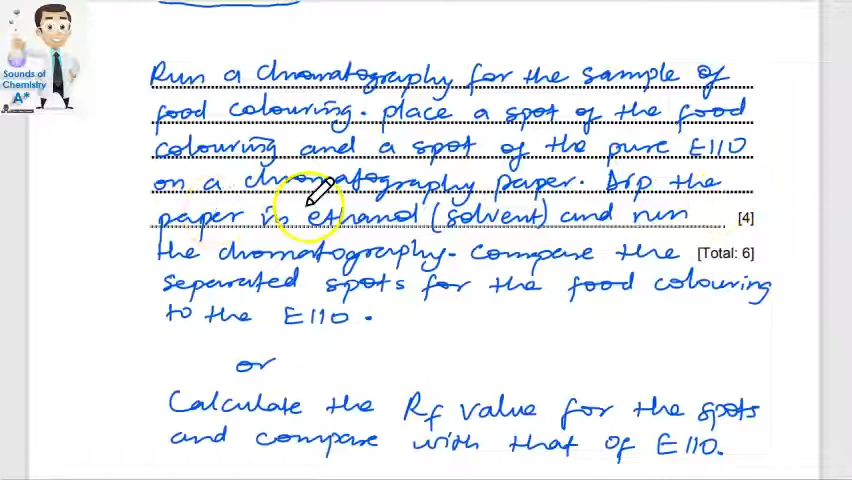 Sounds of
Chemistry
A*
Run a chromatography for the sample of
food colouring. place a spot of the food
colouring and a spot of the pure E110
on a chromatography paper. Dip the
paper in ethanol (solvent) and run [4]
the chromatography. compare the [Total: 6]
separated spots for the food colouring
to the E110.
or
Calculate the Rf value for the spots
and compare with that of E110.